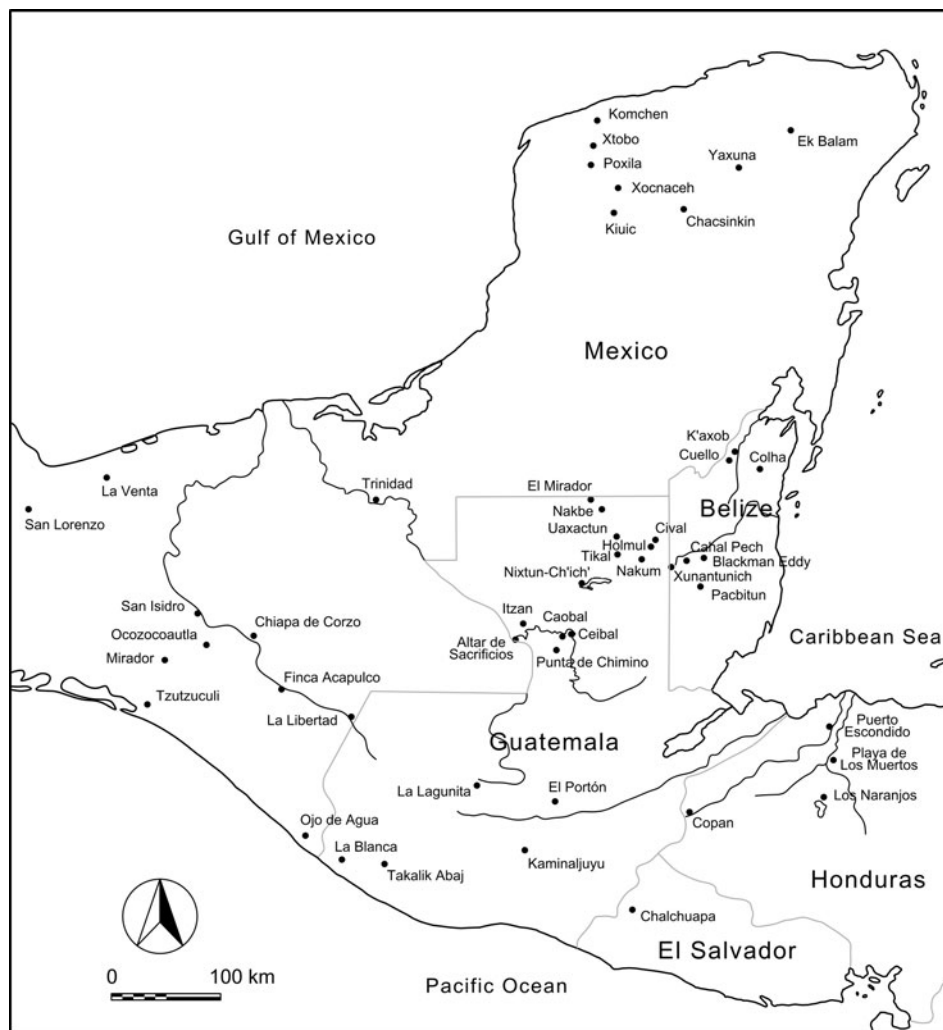 Komchen
Xtobo
Ek Balam
Yaxuna
Poxila
Xocnaceh
Kiuic
Chacsinkin
Gulf of Mexico
Mexico
K'axob
Cuello
Colha
La Venta
Trinidad
El Mirador
San Lorenzo
Nakbe
Belize
Uaxactun
Cival
Holmul
Tikal
Cahal Pech
Blackman Eddy
Nakum
Xunantunich
Nixtun-Ch'ich'
Pacbitun
San Isidro
Itzan
Caobal
Chiapa de Corzo
Ceibal
Ocozocoautla
Altar de
Sacrificios
Caribbean Sea
Mirador
Punta de Chimino
Finca Acapulco
Tzutzuculi
La Libertad
Puerto
Escondido
Guatemala
Playa de
Los Muertos
La Lagunita
El Portón
Los Naranjos
Copan
Ojo de Agua
La Blanca
Takalik Abaj
Kaminaljuyu
Honduras
Chalchuapa
El Salvador
0 100 km
Pacific Ocean